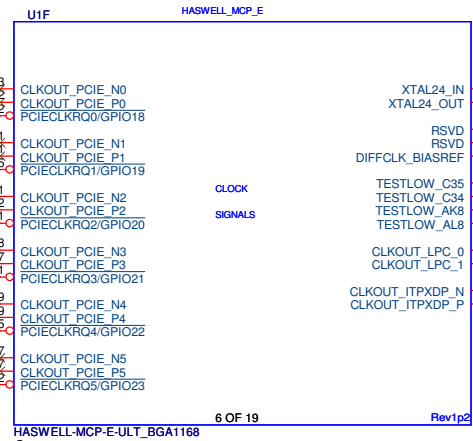 U1F
HASWELL_MCP_E
CLKOUT_PCIE_N0
CLKOUT_PCIE_P0
PCIECLKRQ0/GPIO18
CLKOUT_PCIE_N1
CLKOUT_PCIE_P1
PCIECLKRQ1/GPIO19
CLKOUT_PCIE_N2
CLKOUT_PCIE_P2
PCIECLKRQ2/GPIO20
CLKOUT_PCIE_N3
CLKOUT_PCIE_P3
PCIECLKRQ3/GPIO21
CLKOUT_PCIE_N4
CLKOUT_PCIE_P4
PCIECLKRQ4/GPIO22
CLKOUT_PCIE_N5
CLKOUT_PCIE_P5
PCIECLKRQ5/GPIO23
CLOCK
SIGNALS
XTAL24_IN
XTAL24_OUT
RSVD
RSVD
DIFFCLK_BIASREF
TESTLOW_C35
TESTLOW_C34
TESTLOW_AK8
TESTLOW_AL8
CLKOUT_LPC_0
CLKOUT_LPC_1
CLKOUT_ITPXDP_N
CLKOUT_ITPXDP_P
6 OF 19
Rev1p2
HASWELL-MCP-E-ULT_BGA1168